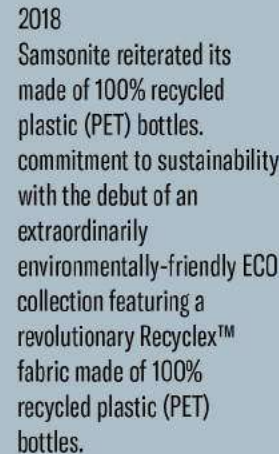 2018
Samsonite reiterated its
made of 100% recycled
plastic (PET) bottles.
commitment to sustainability
with the debut of an
extraordinarily
environmentally-friendly ECO
collection featuring a
revolutionary Recyclex™
fabric made of 100%
recycled plastic (PET)
bottles.